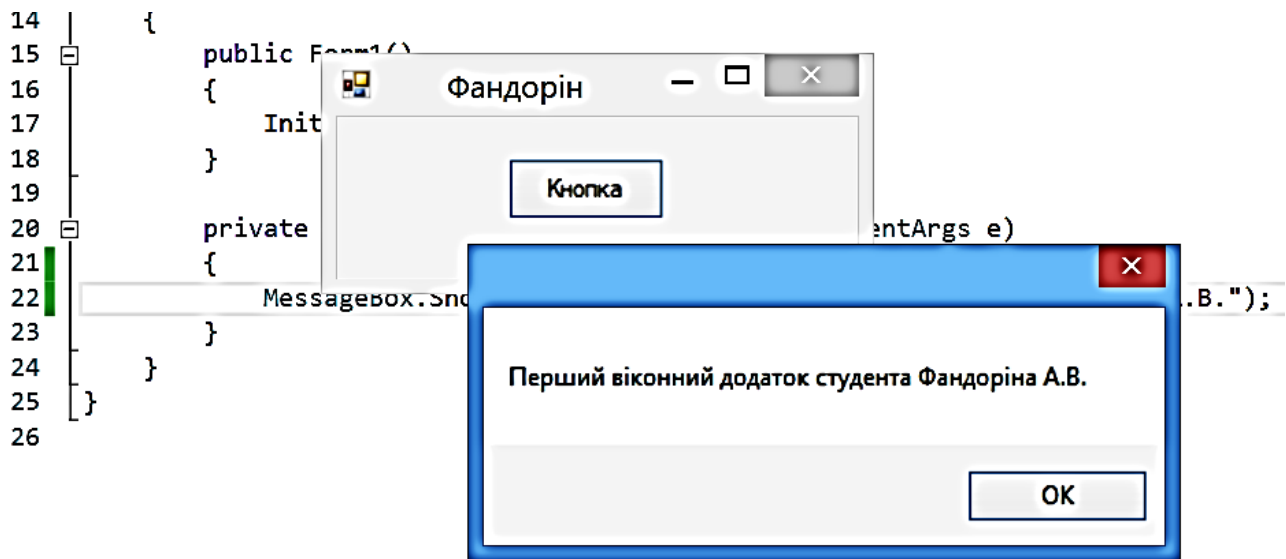 14 {
15 public Form1()
16 {
17 Init
18 }
19
20 private entArgs e)
21 {
22 MessageBox.Sho .В.");
23 }
24 }
25 }
26
Фандорін
Кнопка
Перший віконний додаток студента Фандоріна А.В.
OK